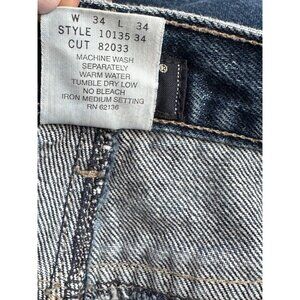 W 34 L 34
STYLE 10135 34
CUT 82033
MACHINE WASH
SEPARATELY
WARM WATER
TUMBLE DRY LOW
NO BLEACH
IRON MEDIUM SETTING
RN 62136
®